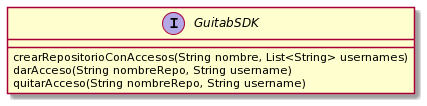 I GuitabSDK
crearRepositorioConAccesos(String nombre, List<String> usernames)
darAcceso(String nombreRepo, String username)
quitarAcceso(String nombreRepo, String username)